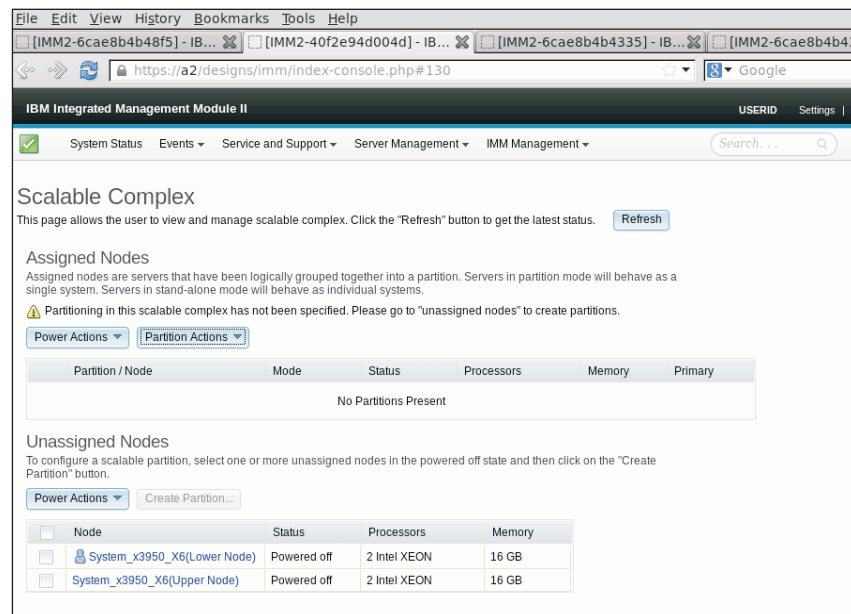 File Edit View History Bookmarks Tools Help
[IMM2-6cae8b4b48f5] - IB... [IMM2-40f2e94d004d] - IB... [IMM2-6cae8b4b4335] - IB... [IMM2-6cae8b4b4
https://a2/designs/imm/index-console.php#130 Google
IBM Integrated Management Module II USERID Settings |
System Status Events Service and Support Server Management IMM Management Search. . .
Scalable Complex
This page allows the user to view and manage scalable complex. Click the "Refresh" button to get the latest status. Refresh
Assigned Nodes
Assigned nodes are servers that have been logically grouped together into a partition. Servers in partition mode will behave as a
single system. Servers in stand-alone mode will behave as individual systems.
Partitioning in this scalable complex has not been specified. Please go to "unassigned nodes" to create partitions.
Power Actions Partition Actions
Partition / Node Mode Status Processors Memory Primary
No Partitions Present
Unassigned Nodes
To configure a scalable partition, select one or more unassigned nodes in the powered off state and then click on the "Create
Partition" button.
Power Actions Create Partition...
Node Status Processors Memory
System_x3950_X6(Lower Node) Powered off 2 Intel XEON 16 GB
System_x3950_X6(Upper Node) Powered off 2 Intel XEON 16 GB